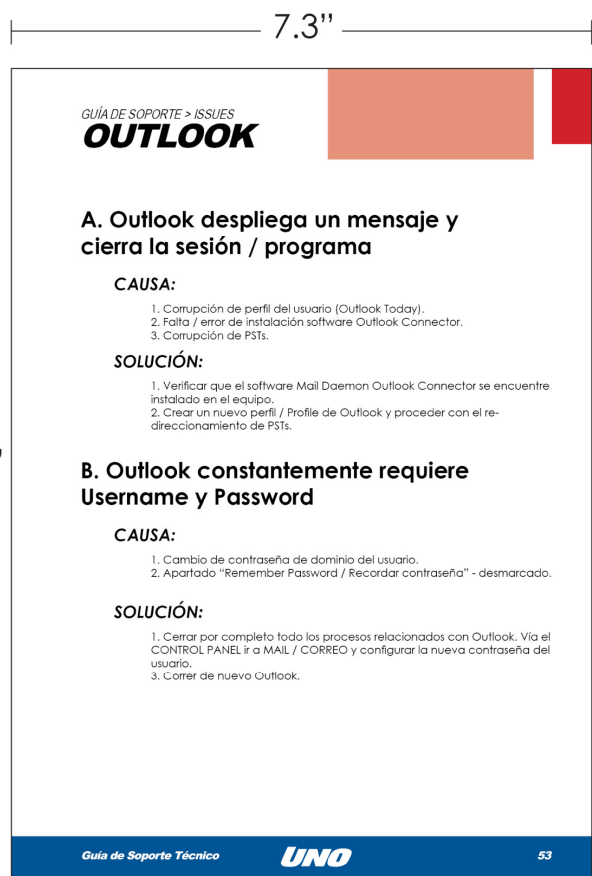 7.3”
GUÍA DE SOPORTE > ISSUES
OUTLOOK
A. Outlook despliega un mensaje y
cierra la sesión / programa
CAUSA:
1. Corrupción de perfil del usuario (Outlook Today).
2. Falta / error de instalación software Outlook Connector.
3. Corrupción de PSTs.
SOLUCIÓN:
1. Verificar que el software Mail Daemon Outlook Connector se encuentre
instalado en el equipo.
2. Crear un nuevo perfil / Profile de Outlook y proceder con el re-
direccionamiento de PSTs.
B. Outlook constantemente requiere
Username y Password
CAUSA:
1. Cambio de contraseña de dominio del usuario.
2. Apartado “Remember Password / Recordar contraseña” - desmarcado.
SOLUCIÓN:
1. Cerrar por completo todo los procesos relacionados con Outlook. Vía el
CONTROL PANEL ir a MAIL / CORREO y configurar la nueva contraseña del
usuario.
3. Correr de nuevo Outlook.
Guía de Soporte Técnico UNO 53